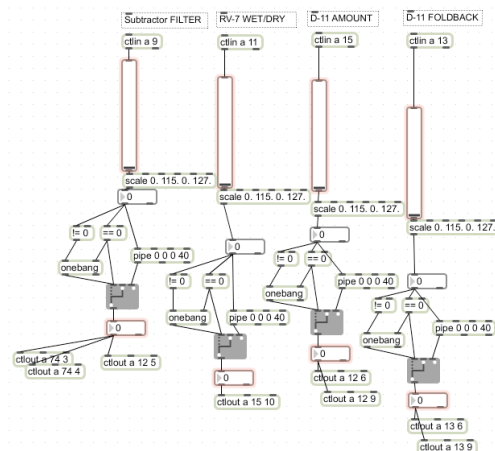 Subtractor FILTER
ctlin a 9
scale 0. 115. 0. 127.
0
!= 0
== 0
onebang
pipe 0 0 0 40
0
ctlout a 74 3
ctlout a 74 4
ctlout a 12 5
RV-7 WET/DRY
ctlin a 11
scale 0. 115. 0. 127.
0
!= 0
== 0
onebang
pipe 0 0 0 40
0
ctlout a 15 10
D-11 AMOUNT
ctlin a 15
scale 0. 115. 0. 127.
0
!= 0
== 0
onebang
pipe 0 0 0 40
0
ctlout a 12 6
ctlout a 12 9
D-11 FOLDBACK
ctlin a 13
scale 0. 115. 0. 127.
0
!= 0
== 0
onebang
pipe 0 0 0 40
0
ctlout a 13 6
ctlout a 13 9